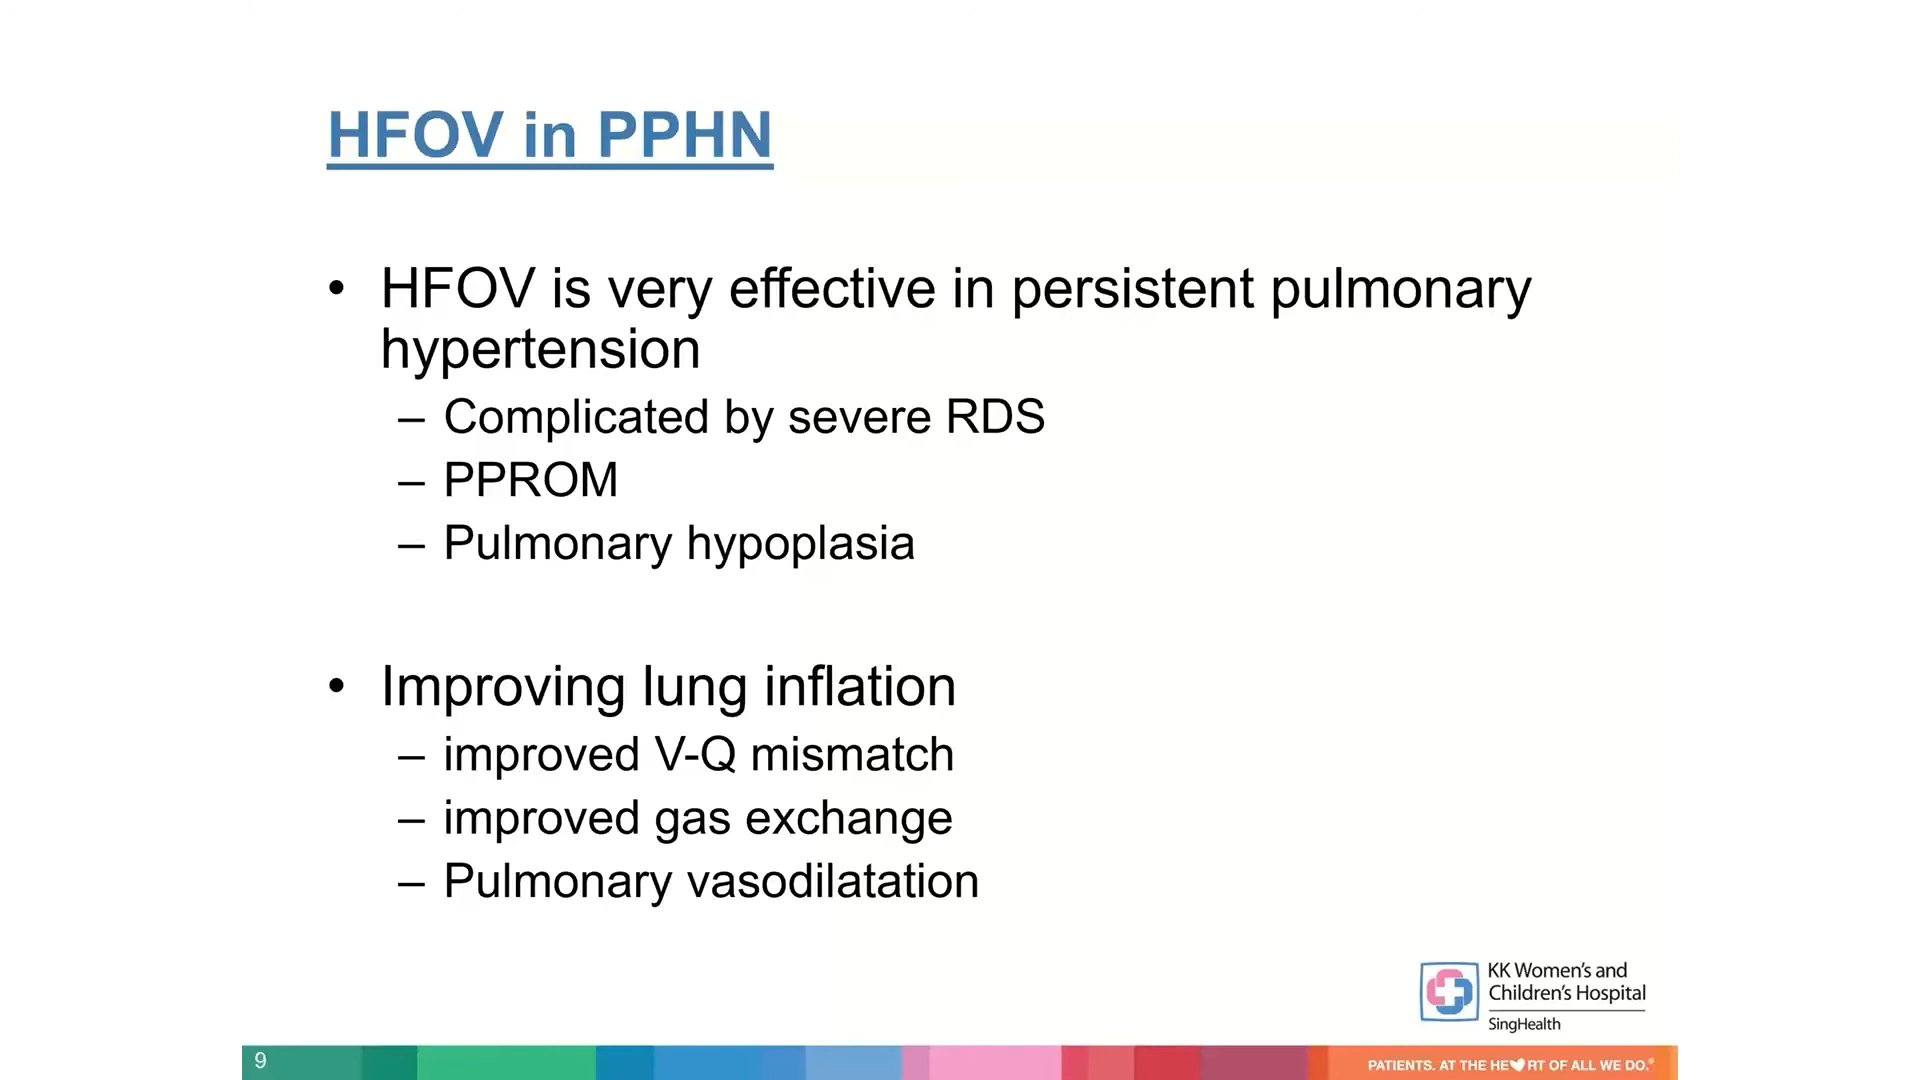 HFOV in PPHN
• HFOV is very effective in persistent pulmonary
hypertension
– Complicated by severe RDS
– PPROM
– Pulmonary hypoplasia
• Improving lung inflation
– improved V-Q mismatch
– improved gas exchange
– Pulmonary vasodilatation
KK Women's and
Children's Hospital
SingHealth
9
PATIENTS. AT THE HE♥RT OF ALL WE DO.®